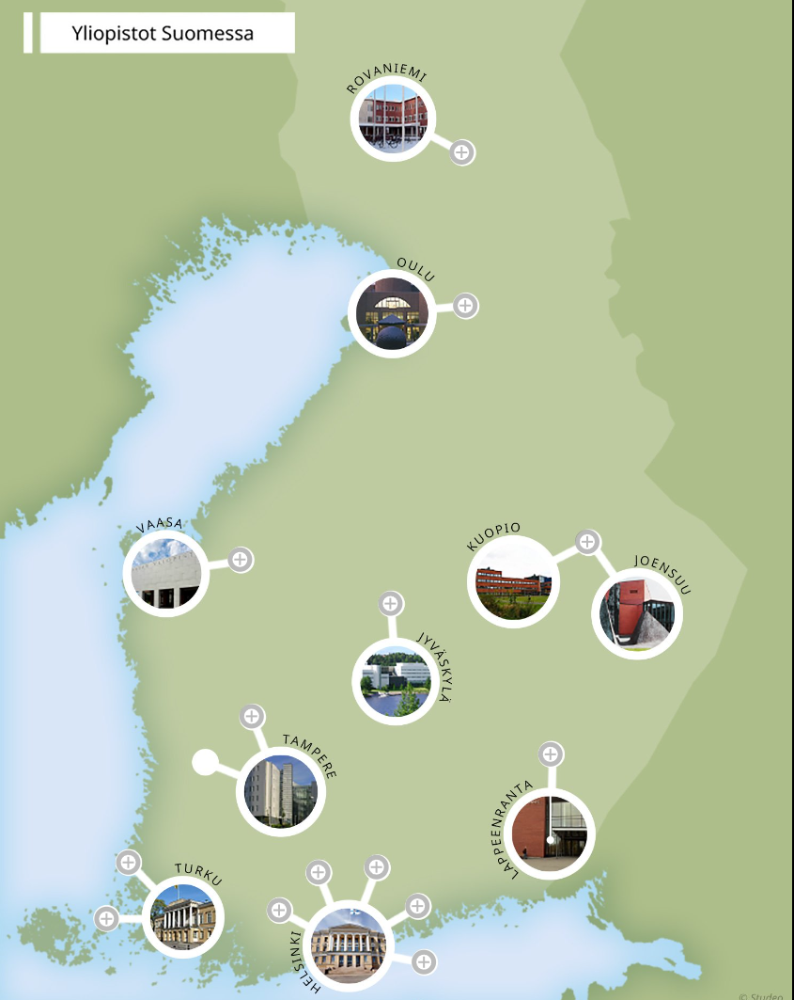 Yliopistot Suomessa
ROVANIEMI
OULU
VAASA
KUOPIO
JOENSUU
JYVÄSKYLÄ
TAMPERE
LAPPEENRANTA
TURKU
HELSINKI
© Studeo